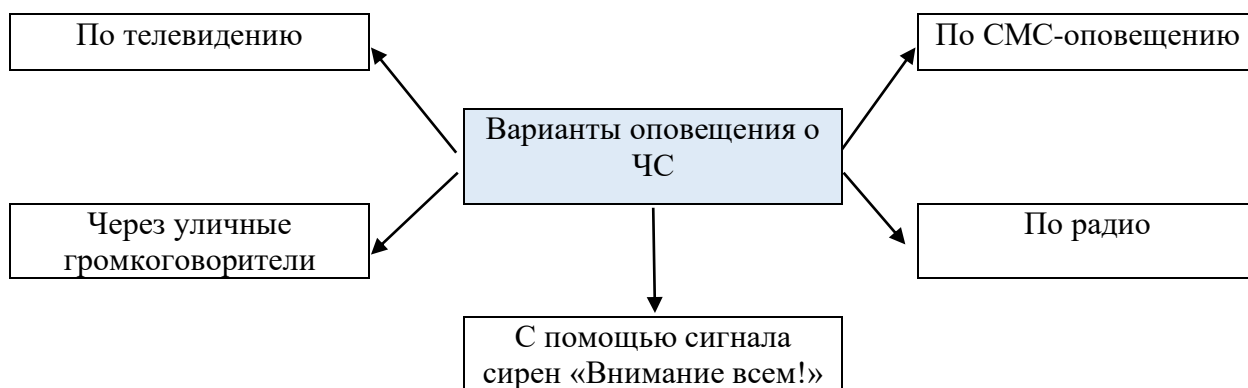 По телевидению
По СМС-оповещению
Варианты оповещения о
ЧС
Через уличные
громкоговорители
По радио
С помощью сигнала
сирен «Внимание всем!»